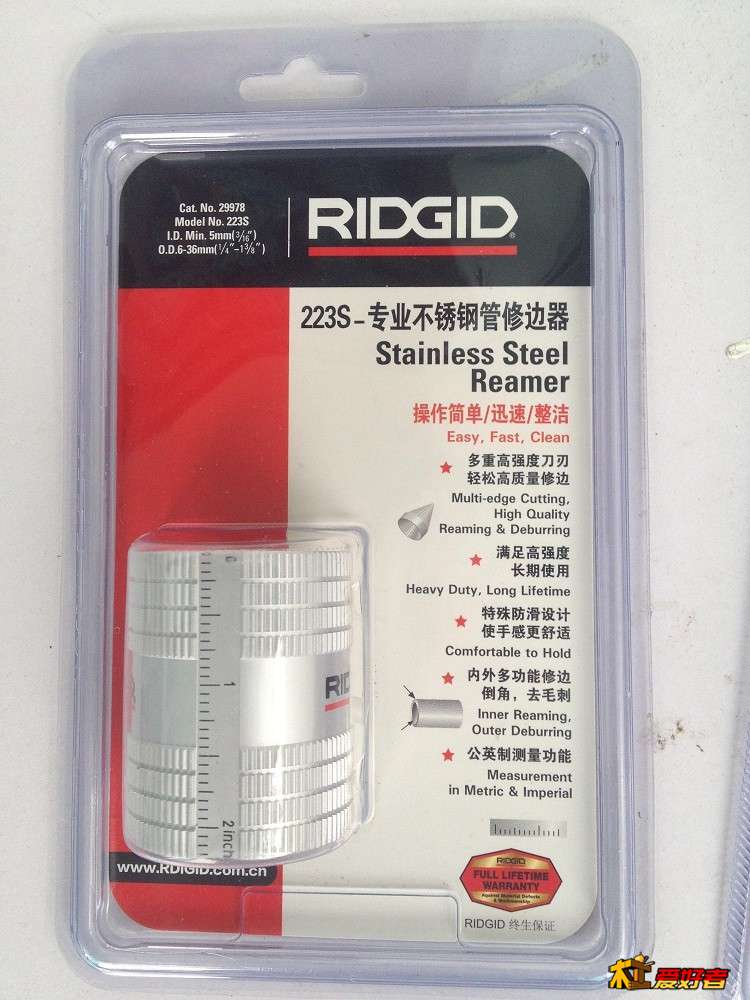 Cat. No. 29978
Model No. 223S
I.D. Min. 5mm(3/16")
O.D.6-36mm(1/4"-1 3/8")
RIDGID®
223S-专业不锈钢管修边器
Stainless Steel
Reamer
操作简单/迅速/整洁
Easy, Fast, Clean
多重高强度刀刃
轻松高质量修边
Multi-edge Cutting,
High Quality
Reaming & Deburring
满足高强度
长期使用
Heavy Duty, Long Lifetime
特殊防滑设计
使手感更舒适
Comfortable to Hold
内外多功能修边
倒角，去毛刺
Inner Reaming,
Outer Deburring
公英制测量功能
Measurement
in Metric & Imperial
0
1
2 inch
RIDG
www.RDIGID.com.cn
RIDGID
FULL LIFETIME
WARRANTY
Against Material Defects
& Workmanship
RIDGID 终生保证
爱好者